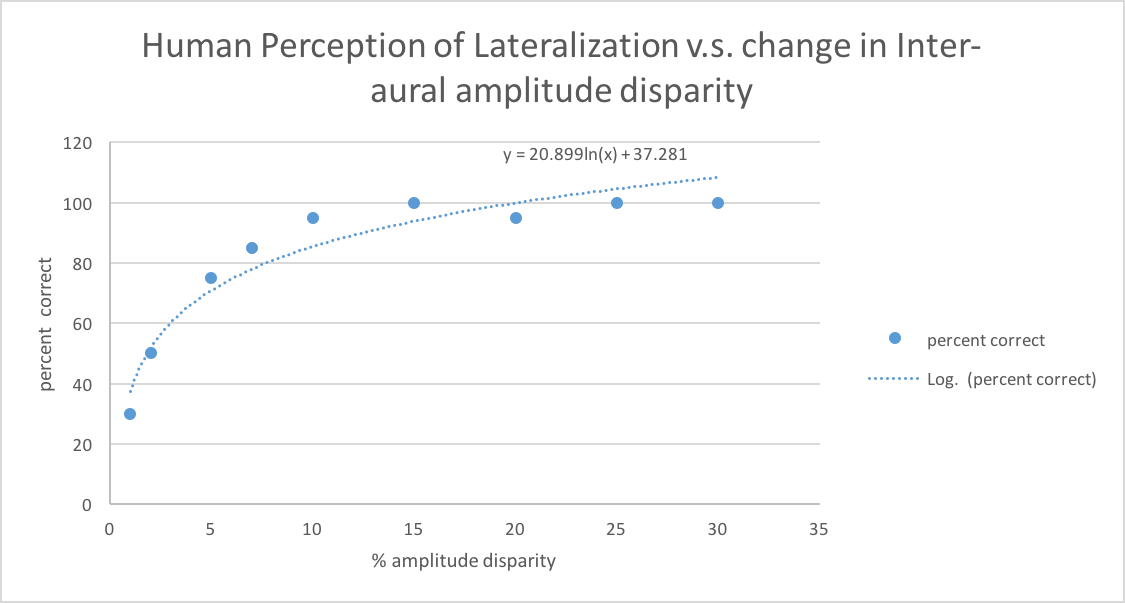 Human Perception of Lateralization v.s. change in Inter-
aural amplitude disparity
120
100
80
60
40
20
0
percent correct
y = 20.899ln(x) + 37.281
0 5 10 15 20 25 30 35
% amplitude disparity
percent correct
Log. (percent correct)